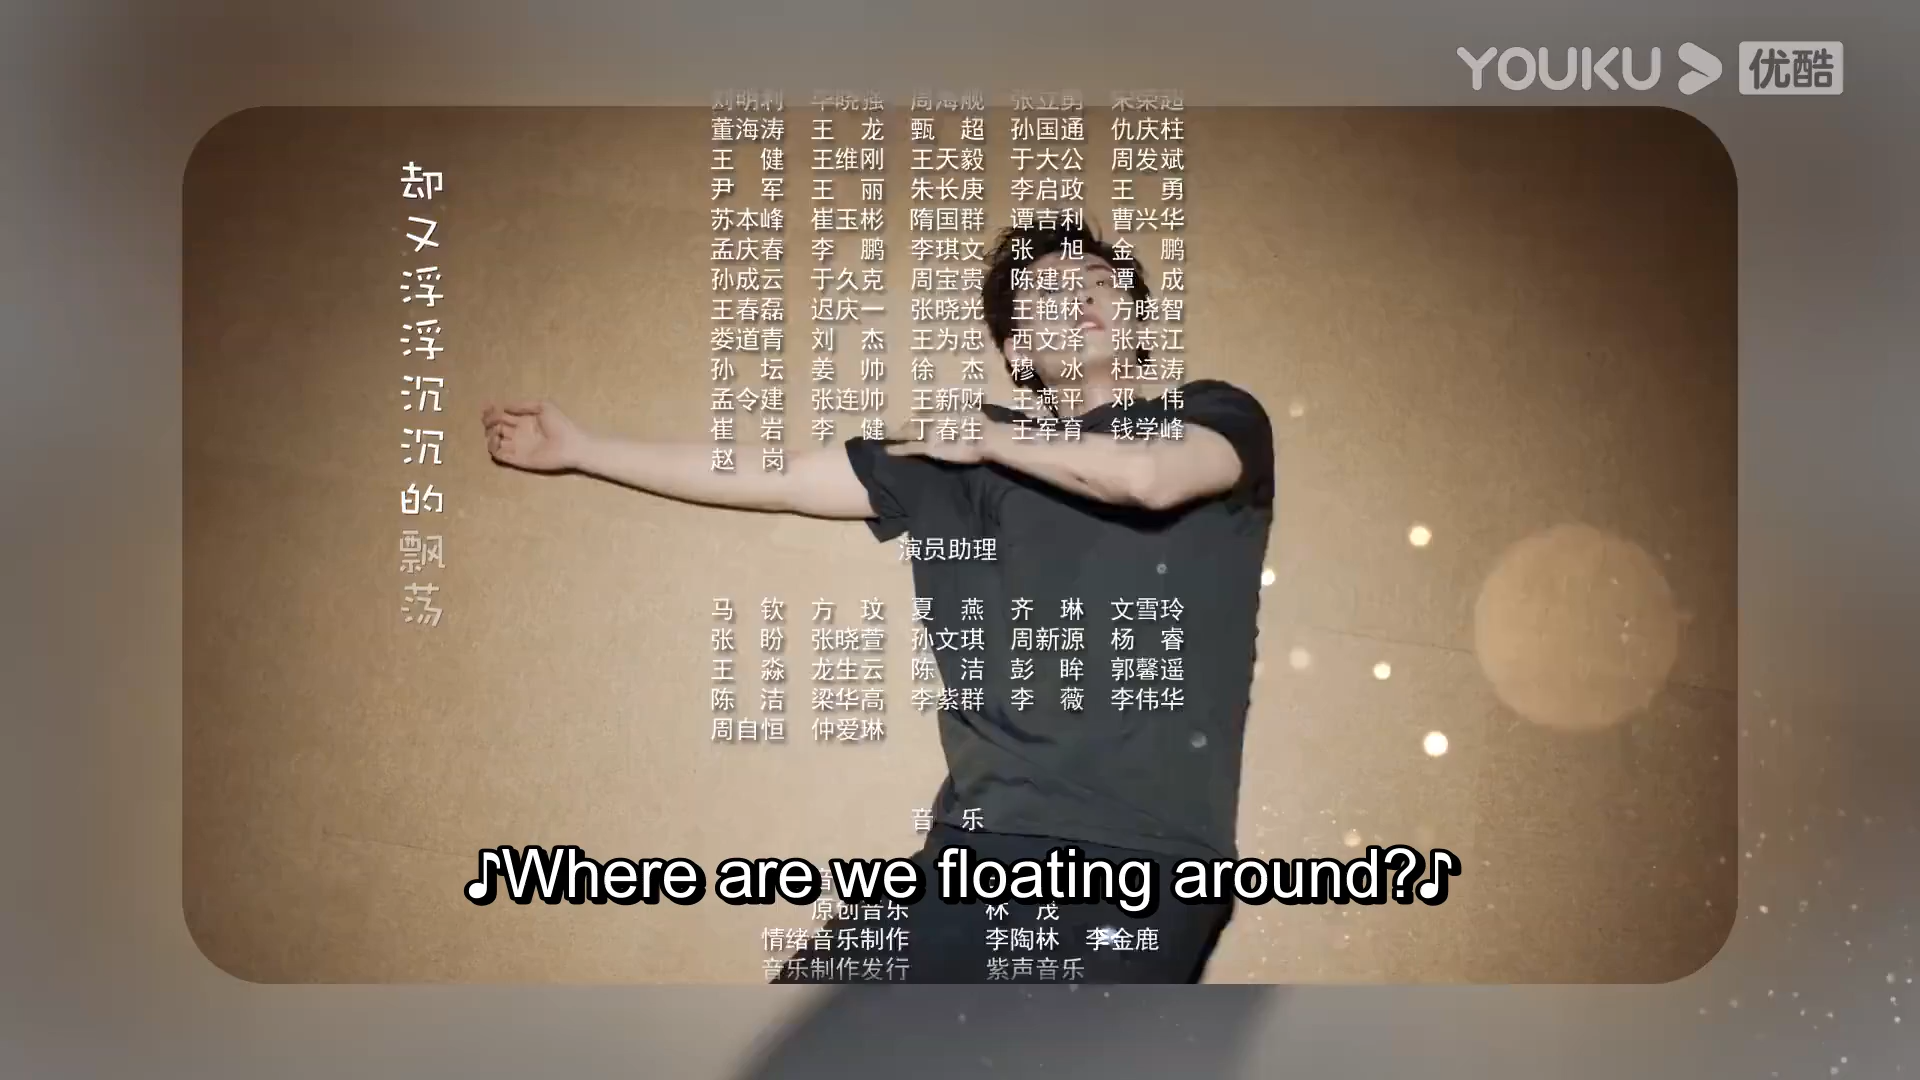 YOUKU 优酷
却又浮浮沉沉的飘荡
董海涛 王龙 甄超 孙国通 仇庆柱
王健 王维刚 王天毅 于大公 周发斌
尹军 王丽 朱长庚 李启政 王勇
苏本峰 崔玉彬 隋国群 谭吉利 曹兴华
孟庆春 李鹏 李琪文 张旭 金鹏
孙成云 于久克 周宝贵 陈建乐 谭成
王春磊 迟庆一 张晓光 王艳林 方晓智
娄道青 刘杰 王为忠 西文泽 张志江
孙坛 姜帅 徐杰 穆冰 杜运涛
孟令建 张连帅 王新财 王燕平 邓伟
崔岩 李健 丁春生 王军育 钱学峰
赵岗
演员助理
马钦 方玟 夏燕 齐琳 文雪玲
张盼 张晓萱 孙文琪 周新源 杨睿
王淼 龙生云 陈洁 彭眸 郭馨遥
陈洁 梁华高 李紫群 李薇 李伟华
周自恒 仲爱琳
音乐
♪Where are we floating around?♪
原创音乐 林茂
情绪音乐制作 李陶林 李金鹿
音乐制作发行 紫声音乐